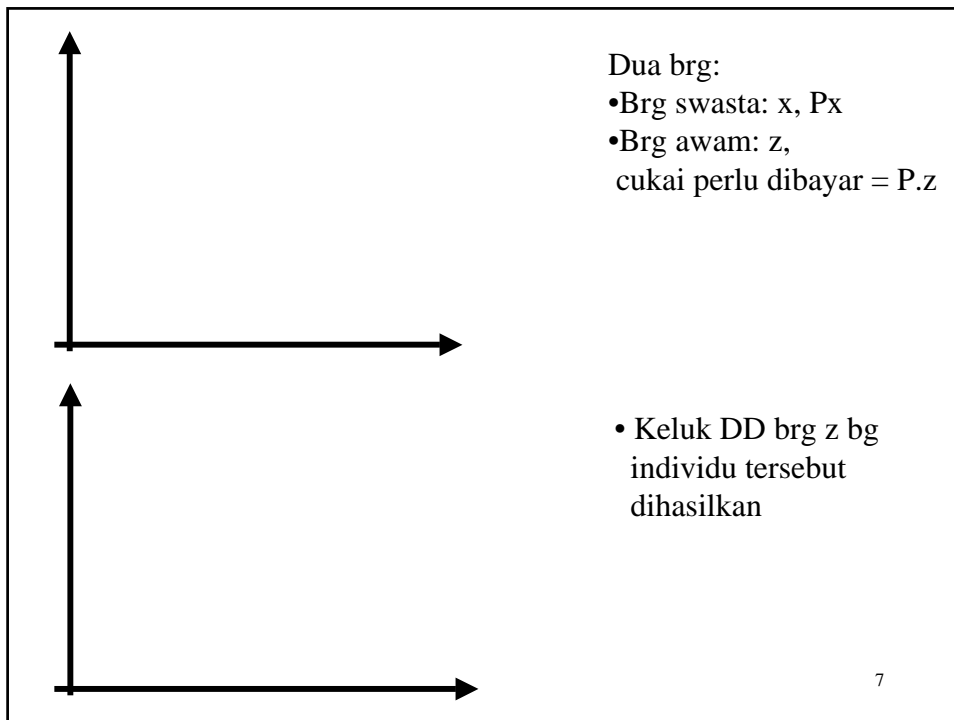 Dua brg:
•Brg swasta: x, Px
•Brg awam: z,
cukai perlu dibayar = P.z
• Keluk DD brg z bg
individu tersebut
dihasilkan
7